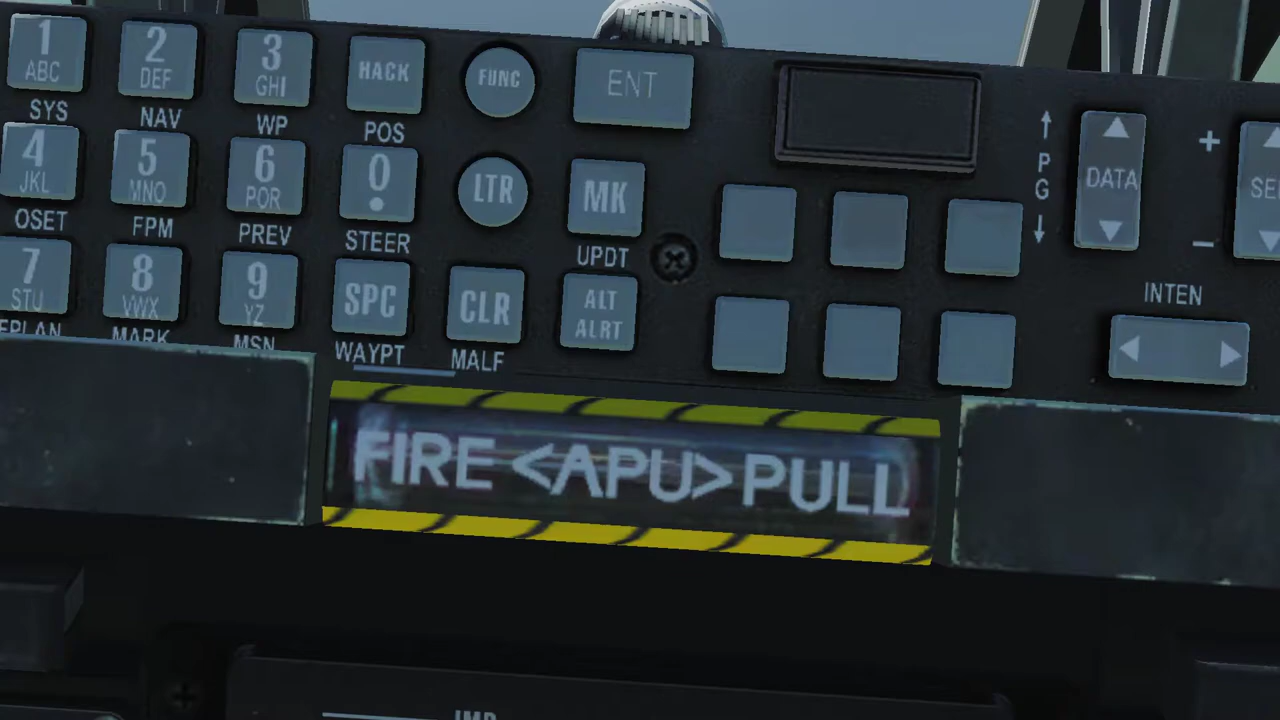 1 ABC
2 DEF
3 GHI
HACK
FUNC
ENT
SYS
NAV
WP
POS
4 JKL
5 MNO
6 PQR
0
LTR
MK
P
G
DATA
+
-
OSET
FPM
PREV
STEER
UPDT
7 STU
8 VWX
9 YZ
SPC
CLR
ALT
ALRT
INTEN
MARK
MSN
WAYPT
MALF
FIRE <APU> PULL